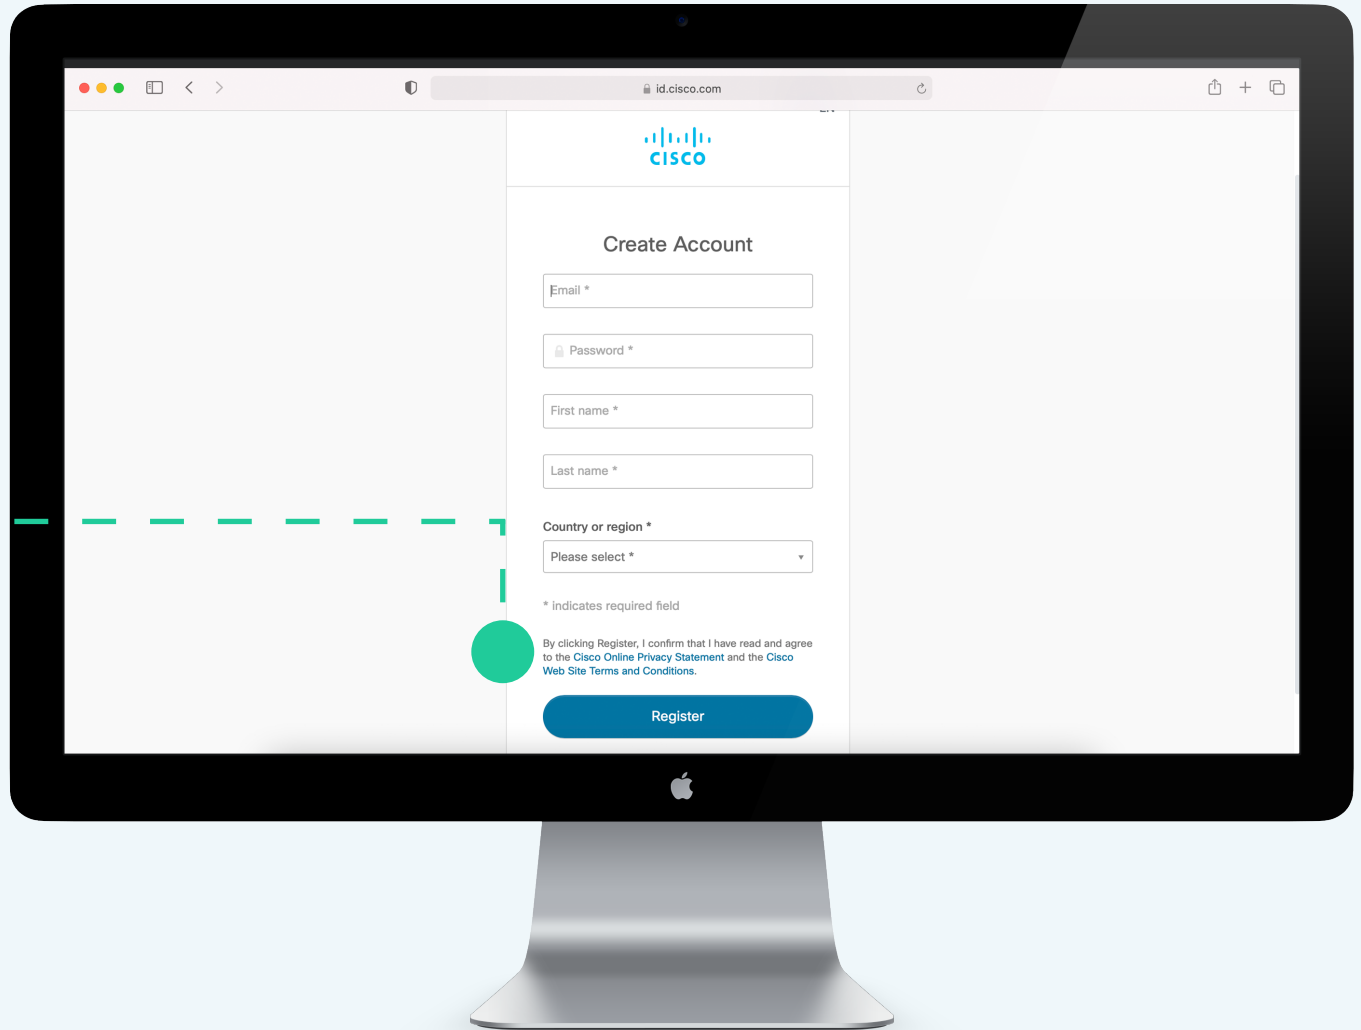 id.cisco.com
CISCO
Create Account
Email *
Password *
First name *
Last name *
Country or region *
Please select *
* indicates required field
By clicking Register, I confirm that I have read and agree
to the Cisco Online Privacy Statement and the Cisco
Web Site Terms and Conditions.
Register